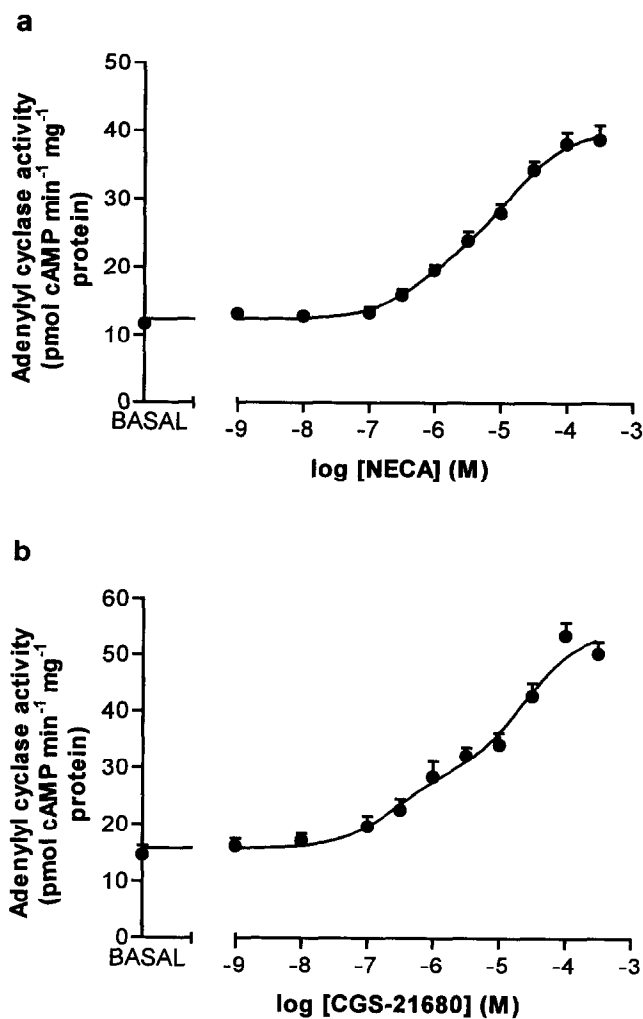 a
Adenylyl cyclase activity
(pmol cAMP min-1 mg-1
protein)
50
40
30
20
10
0
BASAL
-9 -8 -7 -6 -5 -4 -3
log [NECA] (M)
b
Adenylyl cyclase activity
(pmol cAMP min-1 mg-1
protein)
60
50
40
30
20
10
0
BASAL
-9 -8 -7 -6 -5 -4 -3
log [CGS-21680] (M)